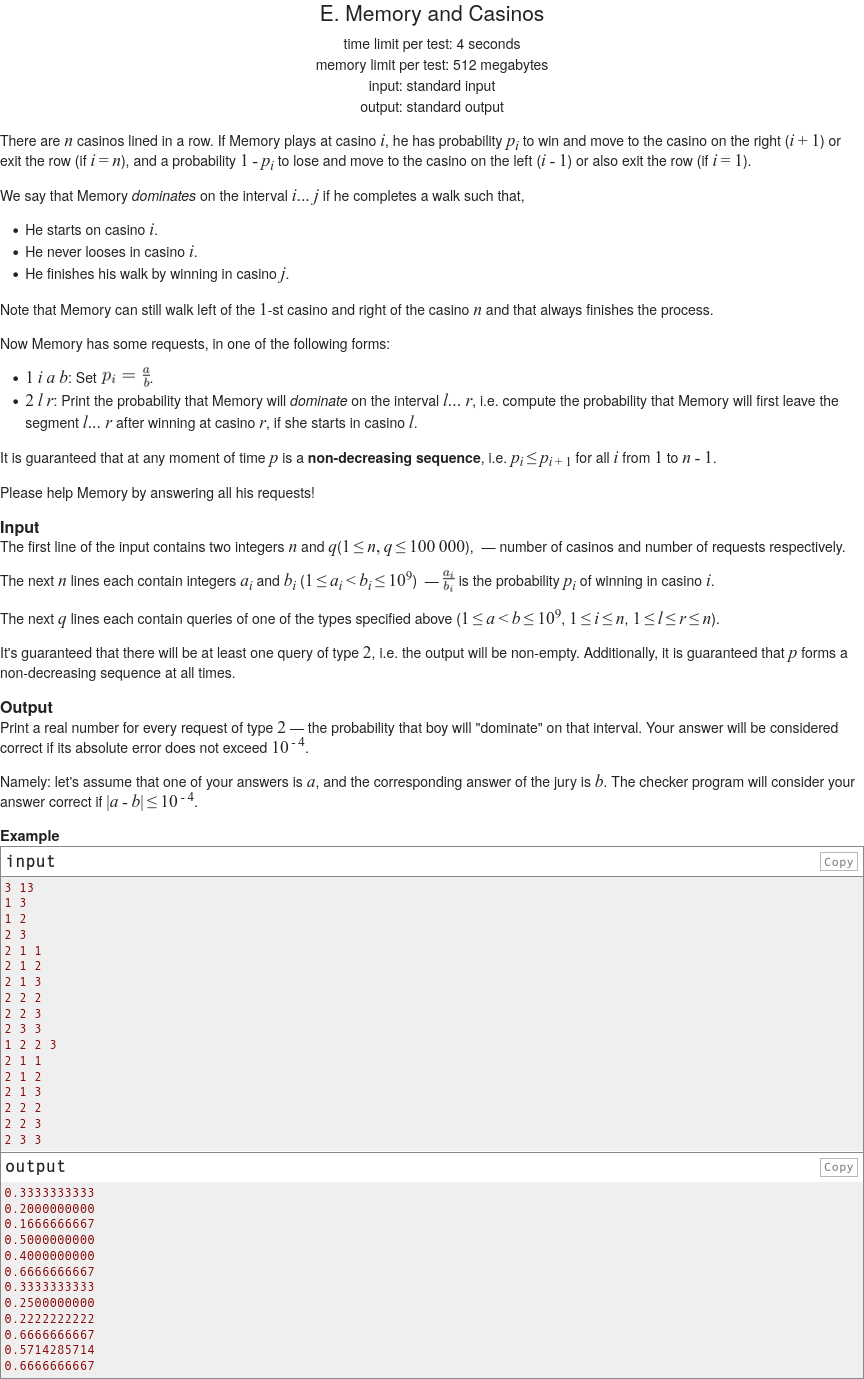 E. Memory and Casinos
time limit per test: 4 seconds
memory limit per test: 512 megabytes
input: standard input
output: standard output
There are n casinos lined in a row. If Memory plays at casino i, he has probability p_i to win and move to the casino on the right (i + 1) or
exit the row (if i = n), and a probability 1 - p_i to lose and move to the casino on the left (i - 1) or also exit the row (if i = 1).
We say that Memory dominates on the interval i... j if he completes a walk such that,
• He starts on casino i.
• He never looses in casino i.
• He finishes his walk by winning in casino j.
Note that Memory can still walk left of the 1-st casino and right of the casino n and that always finishes the process.
Now Memory has some requests, in one of the following forms:
• 1 i a b: Set p_i = a/b.
• 2 l r: Print the probability that Memory will dominate on the interval l... r, i.e. compute the probability that Memory will first leave the
segment l... r after winning at casino r, if she starts in casino l.
It is guaranteed that at any moment of time p is a non-decreasing sequence, i.e. p_i ≤ p_{i + 1} for all i from 1 to n - 1.
Please help Memory by answering all his requests!
Input
The first line of the input contains two integers n and q(1 ≤ n, q ≤ 100 000),  — number of casinos and number of requests respectively.
The next n lines each contain integers a_i and b_i (1 ≤ a_i < b_i ≤ 10^9)  — a_i/b_i is the probability p_i of winning in casino i.
The next q lines each contain queries of one of the types specified above (1 ≤ a < b ≤ 10^9, 1 ≤ i ≤ n, 1 ≤ l ≤ r ≤ n).
It's guaranteed that there will be at least one query of type 2, i.e. the output will be non-empty. Additionally, it is guaranteed that p forms a
non-decreasing sequence at all times.
Output
Print a real number for every request of type 2 — the probability that boy will "dominate" on that interval. Your answer will be considered
correct if its absolute error does not exceed 10^{-4}.
Namely: let's assume that one of your answers is a, and the corresponding answer of the jury is b. The checker program will consider your
answer correct if |a - b| ≤ 10^{-4}.
Example
input
Copy
3 13
1 3
1 2
2 3
2 1 1
2 1 2
2 1 3
2 2 2
2 2 3
2 3 3
1 2 2 3
2 1 1
2 1 2
2 1 3
2 2 2
2 2 3
2 3 3
output
Copy
0.3333333333
0.2000000000
0.1666666667
0.5000000000
0.4000000000
0.6666666667
0.3333333333
0.2500000000
0.2222222222
0.6666666667
0.5714285714
0.6666666667